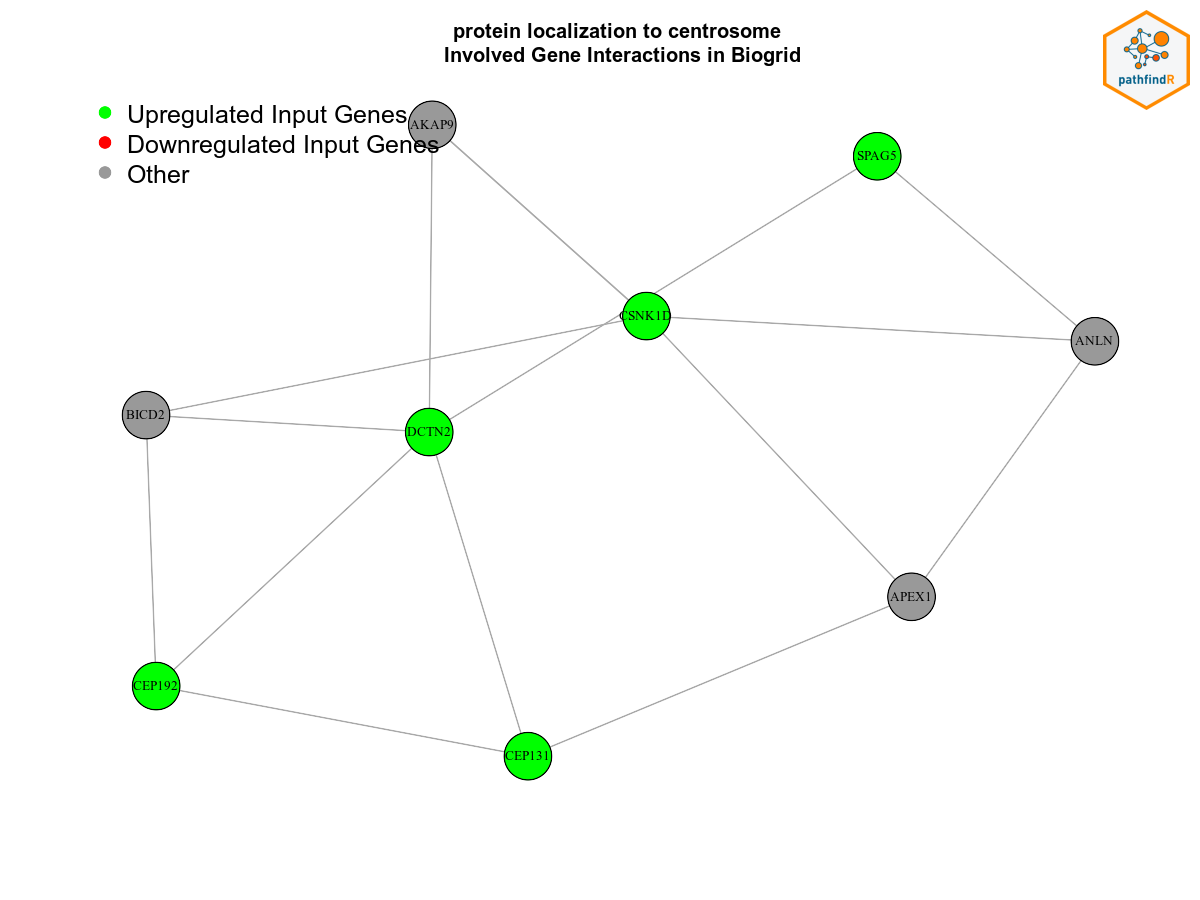 protein localization to centrosome
Involved Gene Interactions in Biogrid
pathfindR
Upregulated Input Genes
Downregulated Input Genes
Other
AKAP9
SPAG5
CSNK1D
ANLN
BICD2
DCTN2
APEX1
CEP192
CEP131